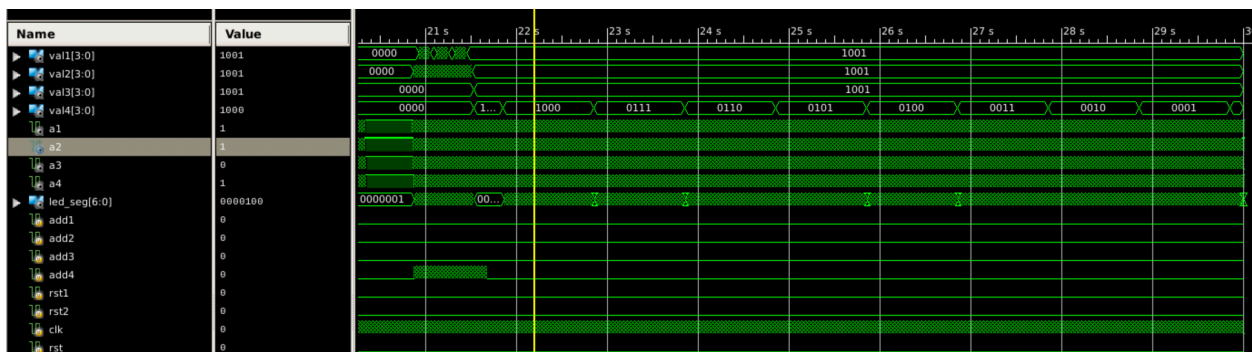 Name Value
21 s 22 s 23 s 24 s 25 s 26 s 27 s 28 s 29 s
val1[3:0] 1001 0000 1001
val2[3:0] 1001 0000 1001
val3[3:0] 1001 0000 1001
val4[3:0] 1000 0000 1... 1000 0111 0110 0101 0100 0011 0010 0001
a1 1
a2 1
a3 0
a4 1
led_seg[6:0] 0000100 0000001 00...
add1 0
add2 0
add3 0
add4 0
rst1 0
rst2 0
clk 0
rst 0